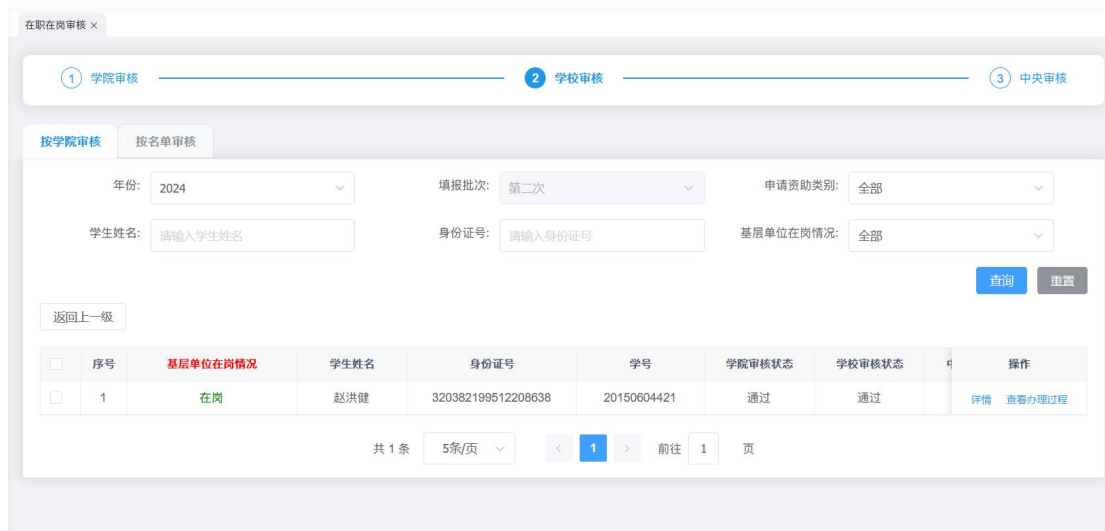 在职在岗审核 ×
1 学院审核 2 学校审核 3 中央审核
按学院审核 按名单审核
年份: 2024 填报批次: 第二次 申请资助类别: 全部
学生姓名: 请输入学生姓名 身份证号: 请输入身份证号 基层单位在岗情况: 全部
查询 重置
返回上一级
序号 基层单位在岗情况 学生姓名 身份证号 学号 学院审核状态 学校审核状态 操作
1 在岗 赵洪健 320382199512208638 20150604421 通过 通过 详情 查看办理过程
共 1 条 5条/页 < 1 > 前往 1 页